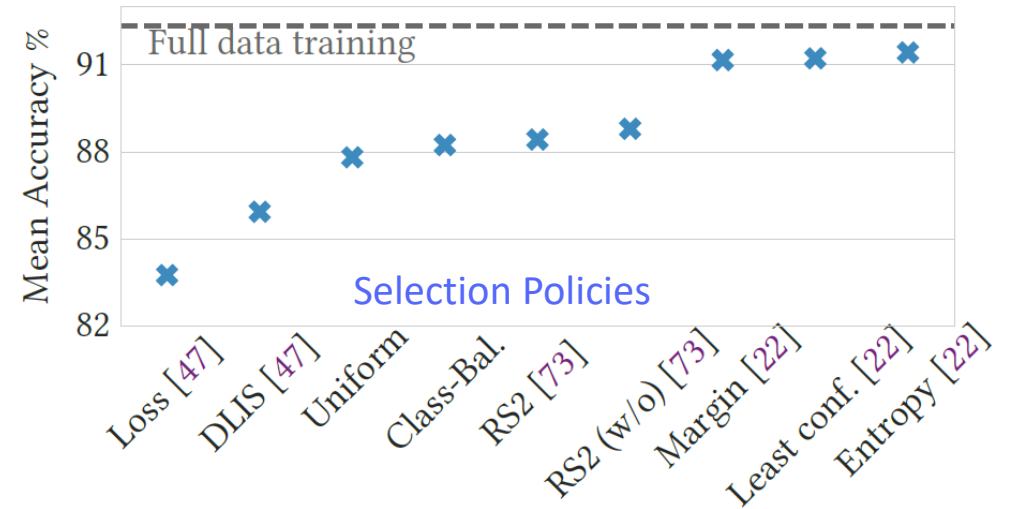 Mean Accuracy %
Full data training
91
88
85
82
Selection Policies
Loss [47]
DLIS [47]
Uniform
Class-Bal.
RS2 [73]
RS2 (w/o) [73]
Margin [22]
Least conf. [22]
Entropy [22]